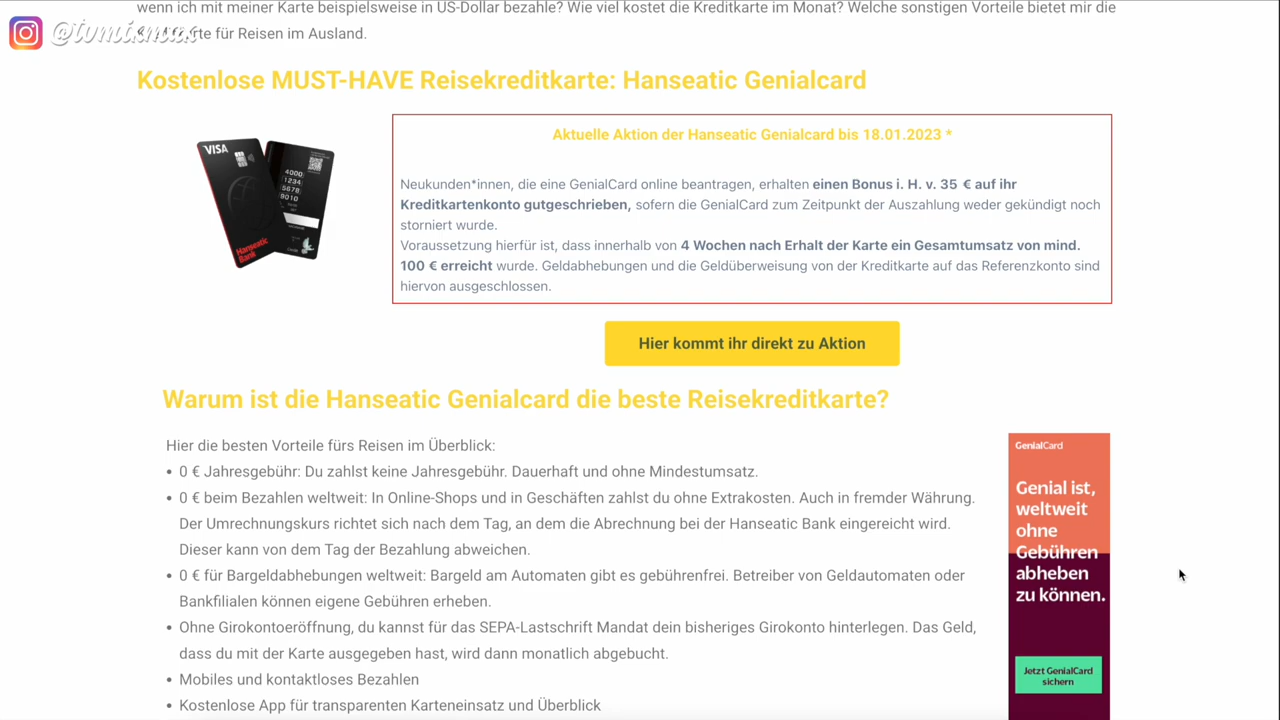 wenn ich mit meiner Karte beispielsweise in US-Dollar bezahle? Wie viel kostet die Kreditkarte im Monat? Welche sonstigen Vorteile bietet mir die
für Reisen im Ausland.
Kostenlose MUST-HAVE Reisekreditkarte: Hanseatic Genialcard
VISA
4000
1234
5678
9010
Hanseatic
Bank
Aktuelle Aktion der Hanseatic Genialcard bis 18.01.2023 *
Neukunden*innen, die eine GenialCard online beantragen, erhalten einen Bonus i. H. v. 35 € auf ihr
Kreditkartenkonto gutgeschrieben, sofern die GenialCard zum Zeitpunkt der Auszahlung weder gekündigt noch
storniert wurde.
Voraussetzung hierfür ist, dass innerhalb von 4 Wochen nach Erhalt der Karte ein Gesamtumsatz von mind.
100 € erreicht wurde. Geldabhebungen und die Geldüberweisung von der Kreditkarte auf das Referenzkonto sind
hiervon ausgeschlossen.
Hier kommt ihr direkt zu Aktion
Warum ist die Hanseatic Genialcard die beste Reisekreditkarte?
Hier die besten Vorteile fürs Reisen im Überblick:
• 0 € Jahresgebühr: Du zahlst keine Jahresgebühr. Dauerhaft und ohne Mindestumsatz.
• 0 € beim Bezahlen weltweit: In Online-Shops und in Geschäften zahlst du ohne Extrakosten. Auch in fremder Währung.
Der Umrechnungskurs richtet sich nach dem Tag, an dem die Abrechnung bei der Hanseatic Bank eingereicht wird.
Dieser kann von dem Tag der Bezahlung abweichen.
• 0 € für Bargeldabhebungen weltweit: Bargeld am Automaten gibt es gebührenfrei. Betreiber von Geldautomaten oder
Bankfilialen können eigene Gebühren erheben.
• Ohne Girokontoeröffnung, du kannst für das SEPA-Lastschrift Mandat dein bisheriges Girokonto hinterlegen. Das Geld,
dass du mit der Karte ausgegeben hast, wird dann monatlich abgebucht.
• Mobiles und kontaktloses Bezahlen
• Kostenlose App für transparenten Karteneinsatz und Überblick
GenialCard
Genial ist,
weltweit
ohne
Gebühren
abheben
zu können.
Jetzt GenialCard
sichern